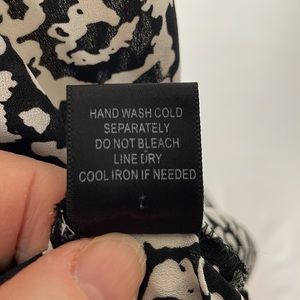 HAND WASH COLD
SEPARATELY
DO NOT BLEACH
LINE DRY
COOL IRON IF NEEDED